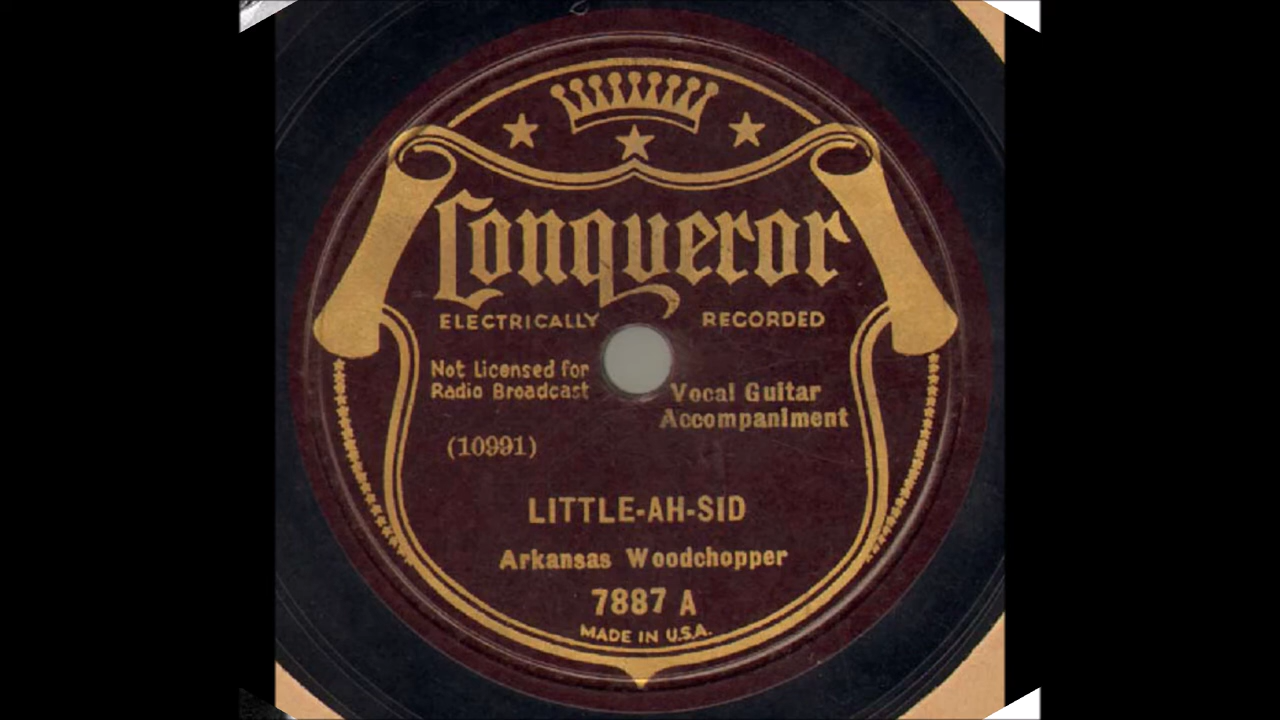 Conqueror
ELECTRICALLY RECORDED
Not Licensed for
Radio Broadcast
Vocal Guitar
Accompaniment
(10991)
LITTLE-AH-SID
Arkansas Woodchopper
7887 A
MADE IN U.S.A.